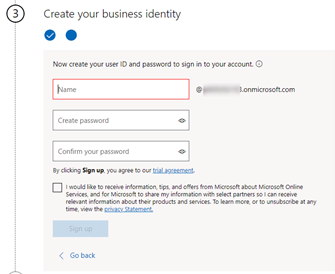 3
Create your business identity
Now create your user ID and password to sign in to your account.
Name
@ .onmicrosoft.com
Create password
Confirm your password
By clicking Sign up, you agree to our trial agreement.
I would like to receive information, tips, and offers from Microsoft about Microsoft Online
Services, and for Microsoft to share my information with select partners so I can receive
relevant information about their products and services. To learn more, or to unsubscribe at
any time, view the privacy Statement.
Sign up
Go back